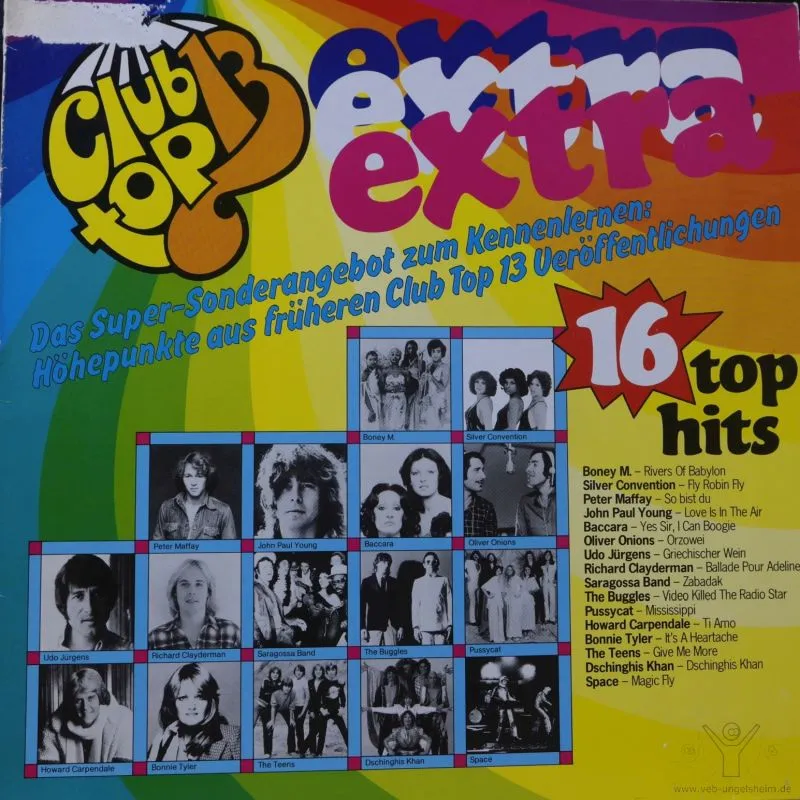 Club
top 13
extra
extra
extra
Das Super-Sonderangebot zum Kennenlernen:
Höhepunkte aus früheren Club Top 13 Veröffentlichungen
16
top
hits
Boney M. – Rivers Of Babylon
Silver Convention – Fly Robin Fly
Peter Maffay – So bist du
John Paul Young – Love Is In The Air
Baccara – Yes Sir, I Can Boogie
Oliver Onions – Orzowei
Udo Jürgens – Griechischer Wein
Richard Clayderman – Ballade Pour Adeline
Saragossa Band – Zabadak
The Buggles – Video Killed The Radio Star
Pussycat – Mississippi
Howard Carpendale – Ti Amo
Bonnie Tyler – It's A Heartache
The Teens – Give Me More
Dschinghis Khan – Dschinghis Khan
Space – Magic Fly
Boney M.
Silver Convention
Peter Maffay
John Paul Young
Baccara
Oliver Onions
Udo Jürgens
Richard Clayderman
Saragossa Band
The Buggles
Pussycat
Howard Carpendale
Bonnie Tyler
The Teens
Dschinghis Khan
Space
www.veb-ungelsheim.de